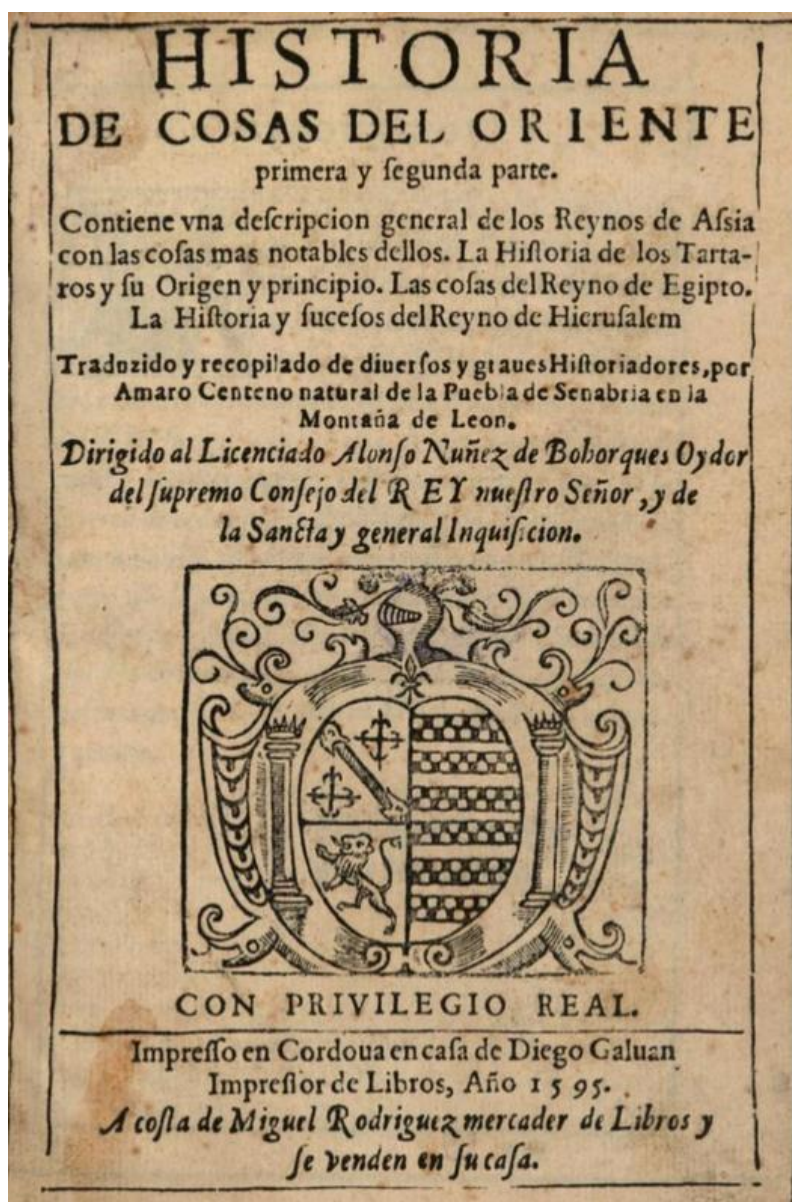 HISTORIA
DE COSAS DEL ORIENTE
primera y ſegunda parte.
Contiene vna deſcripcion general de los Reynos de Aſsia
con las coſas mas notables dellos. La Hiſtoria de los Tarta-
ros y ſu Origen y principio. Las coſas del Reyno de Egipto.
La Hiſtoria y ſuceſos del Reyno de Hieruſalem
Traduzido y recopilado de diuerſos y graues Hiſtoriadores, por
Amaro Centeno natural de la Puebla de Senabria en la
Montaña de Leon.
Dirigido al Licenciado Alonſo Nuñez de Bohorques Oydor
del ſupremo Conſejo del REY nueſtro Señor, y de
la Sancta y general Inquiſicion.
CON PRIVILEGIO REAL.
Impreſſo en Cordoua en caſa de Diego Galuan
Impreſſor de Libros, Año 1595.
A coſta de Miguel Rodriguez mercader de Libros y
ſe venden en ſu caſa.